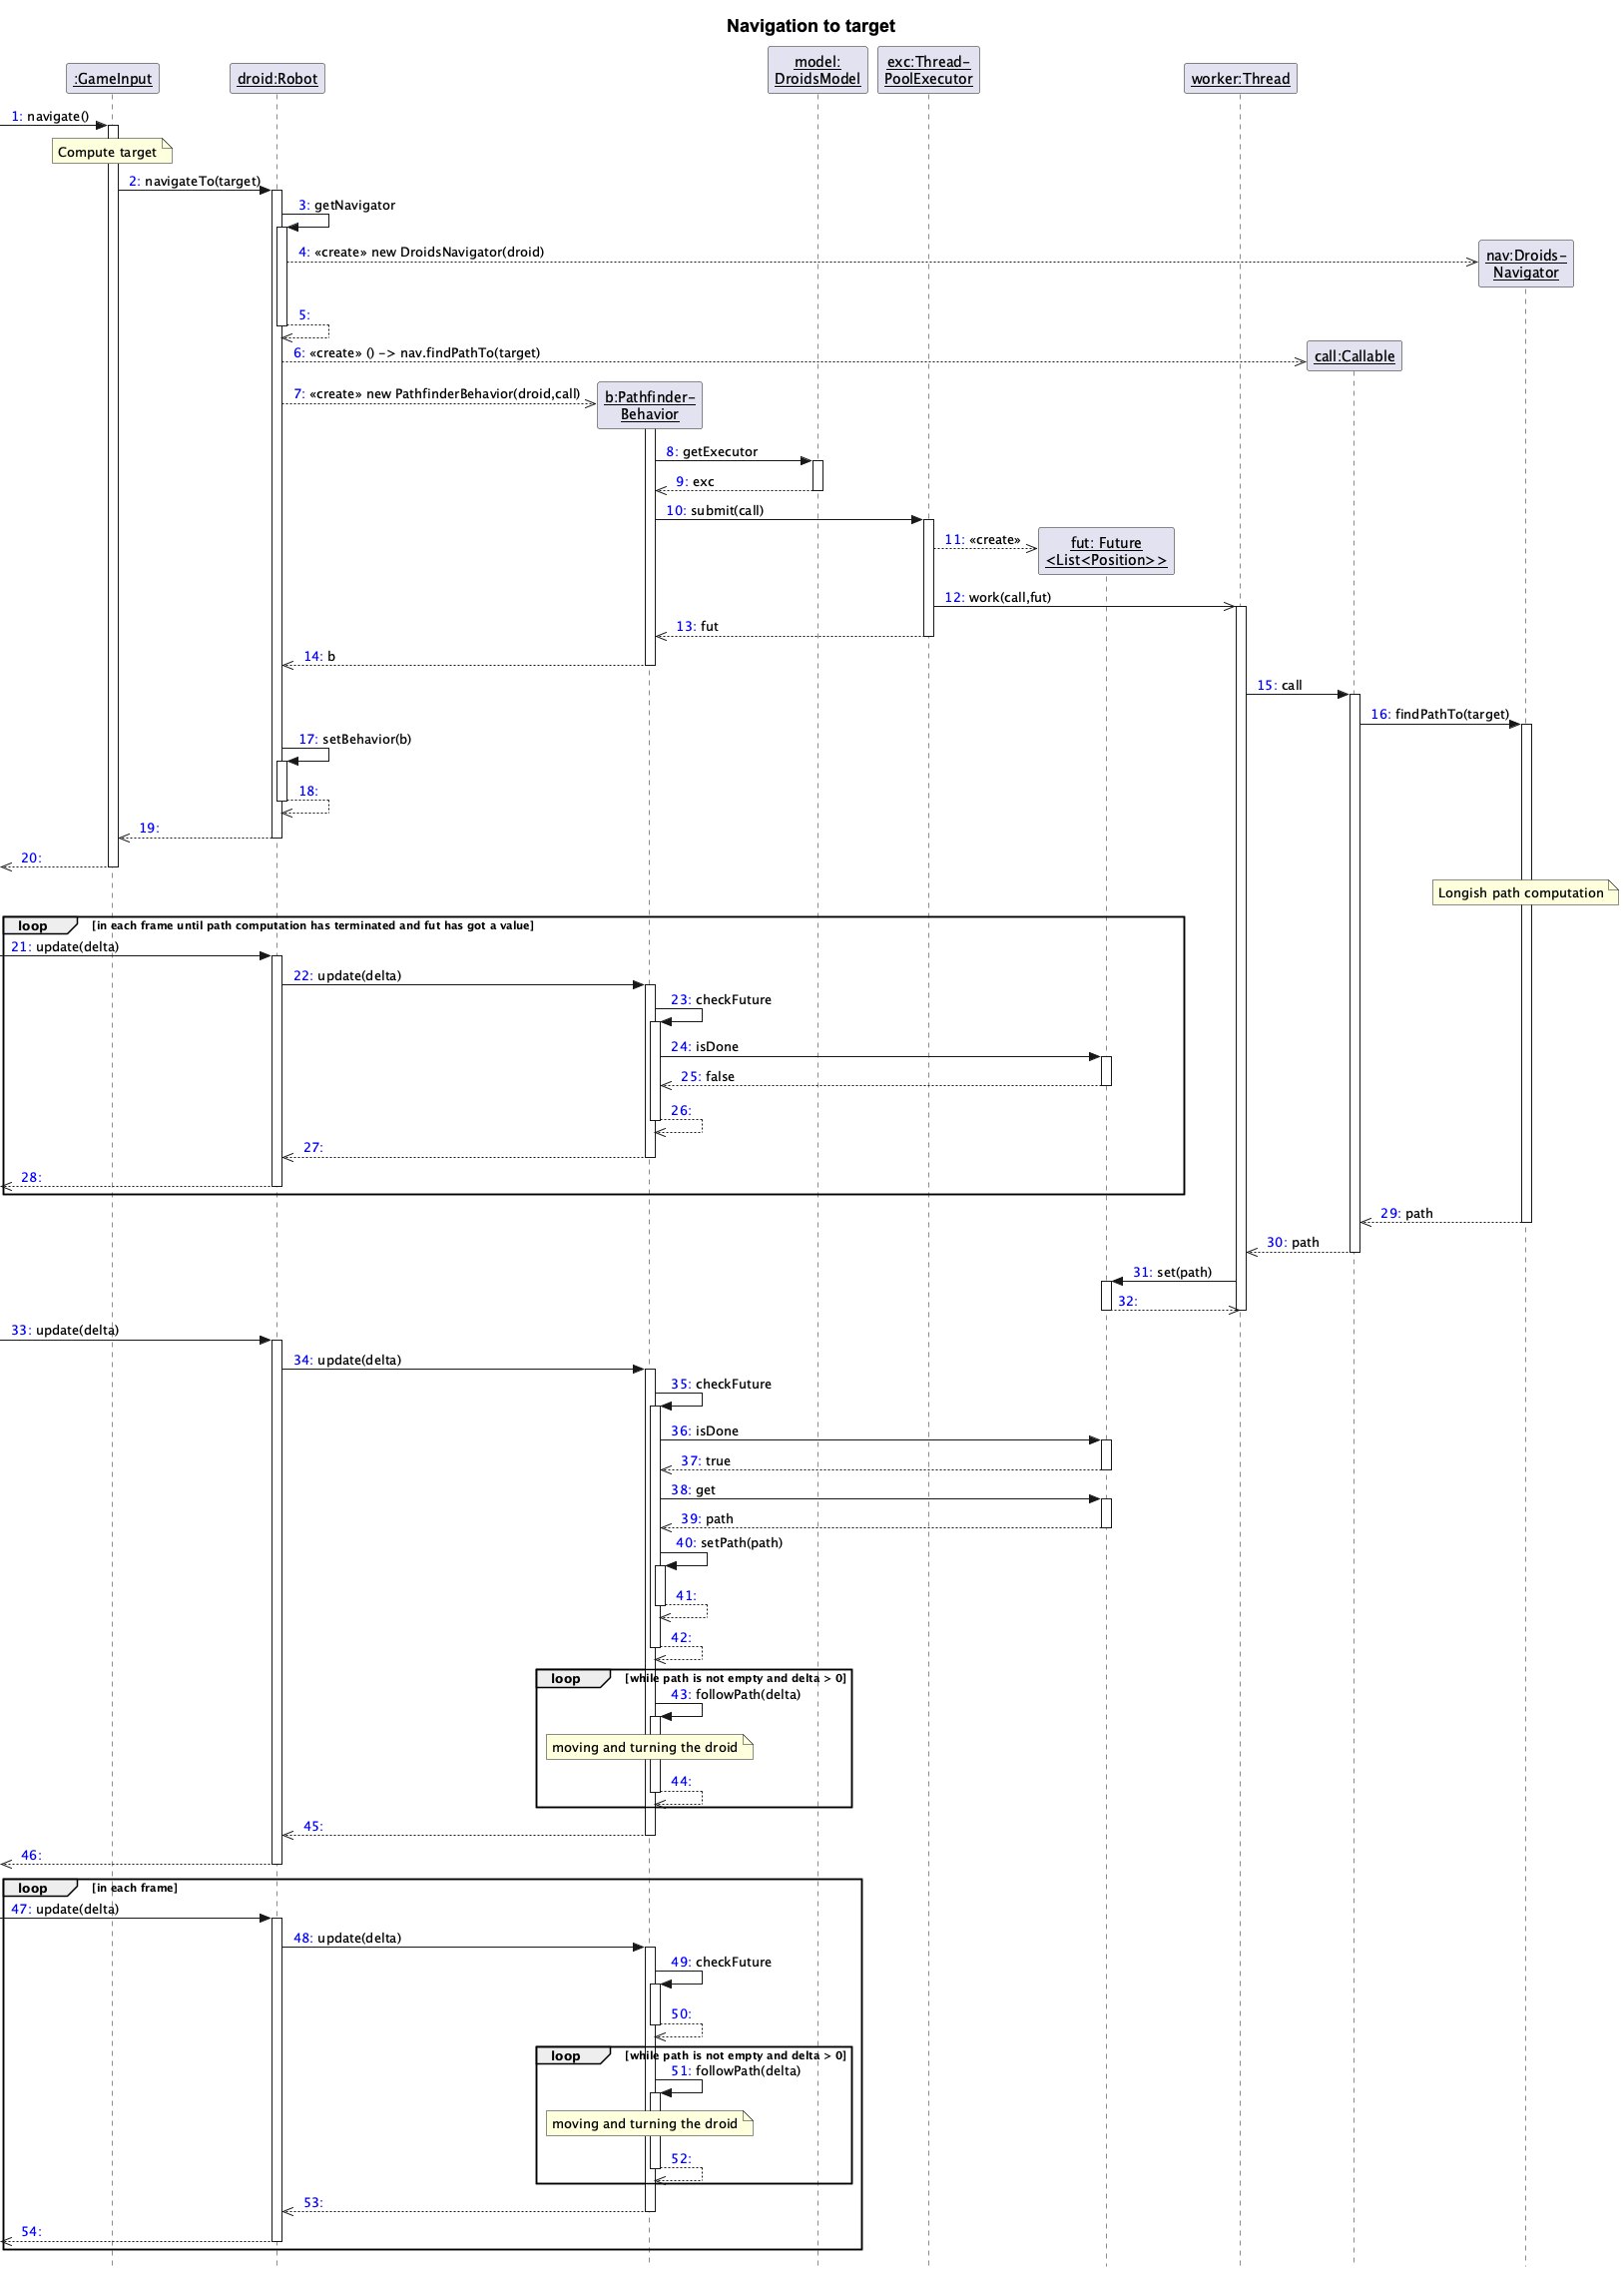 Navigation to target
:GameInput
droid:Robot
model:
DroidsModel
exc:Thread-
PoolExecutor
worker:Thread
1: navigate()
Compute target
2: navigateTo(target)
3: getNavigator
4: «create» new DroidsNavigator(droid)
nav:Droids-
Navigator
5:
6: «create» () -> nav.findPathTo(target)
call:Callable
7: «create» new PathfinderBehavior(droid,call)
b:Pathfinder-
Behavior
8: getExecutor
9: exc
10: submit(call)
11: «create»
fut: Future
<List<Position>>
12: work(call,fut)
13: fut
14: b
15: call
16: findPathTo(target)
17: setBehavior(b)
18:
19:
20:
Longish path computation
loop [in each frame until path computation has terminated and fut has got a value]
21: update(delta)
22: update(delta)
23: checkFuture
24: isDone
25: false
26:
27:
28:
29: path
30: path
31: set(path)
32:
33: update(delta)
34: update(delta)
35: checkFuture
36: isDone
37: true
38: get
39: path
40: setPath(path)
41:
42:
loop [while path is not empty and delta > 0]
43: followPath(delta)
moving and turning the droid
44:
45:
46:
loop [in each frame]
47: update(delta)
48: update(delta)
49: checkFuture
50:
loop [while path is not empty and delta > 0]
51: followPath(delta)
moving and turning the droid
52:
53:
54: